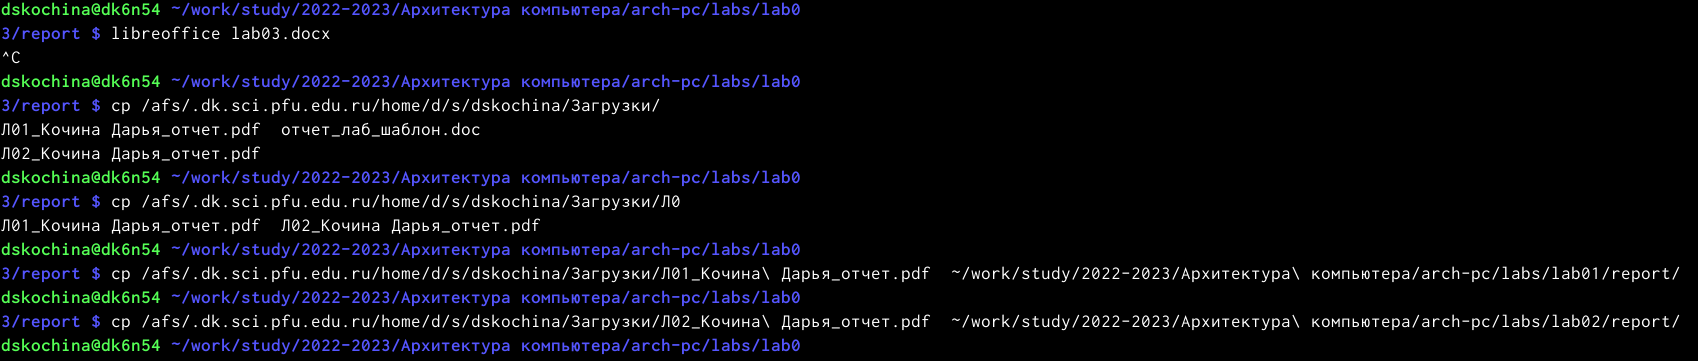 dskochina@dk6n54 ~/work/study/2022-2023/Архитектура компьютера/arch-pc/labs/lab0
3/report $ libreoffice lab03.docx
^C
dskochina@dk6n54 ~/work/study/2022-2023/Архитектура компьютера/arch-pc/labs/lab0
3/report $ cp /afs/.dk.sci.pfu.edu.ru/home/d/s/dskochina/Загрузки/
Л01_Кочина Дарья_отчет.pdf  отчет_лаб_шаблон.doc
Л02_Кочина Дарья_отчет.pdf
dskochina@dk6n54 ~/work/study/2022-2023/Архитектура компьютера/arch-pc/labs/lab0
3/report $ cp /afs/.dk.sci.pfu.edu.ru/home/d/s/dskochina/Загрузки/Л0
Л01_Кочина Дарья_отчет.pdf  Л02_Кочина Дарья_отчет.pdf
dskochina@dk6n54 ~/work/study/2022-2023/Архитектура компьютера/arch-pc/labs/lab0
3/report $ cp /afs/.dk.sci.pfu.edu.ru/home/d/s/dskochina/Загрузки/Л01_Кочина\ Дарья_отчет.pdf  ~/work/study/2022-2023/Архитектура\ компьютера/arch-pc/labs/lab01/report/
dskochina@dk6n54 ~/work/study/2022-2023/Архитектура компьютера/arch-pc/labs/lab0
3/report $ cp /afs/.dk.sci.pfu.edu.ru/home/d/s/dskochina/Загрузки/Л02_Кочина\ Дарья_отчет.pdf  ~/work/study/2022-2023/Архитектура\ компьютера/arch-pc/labs/lab02/report/
dskochina@dk6n54 ~/work/study/2022-2023/Архитектура компьютера/arch-pc/labs/lab0